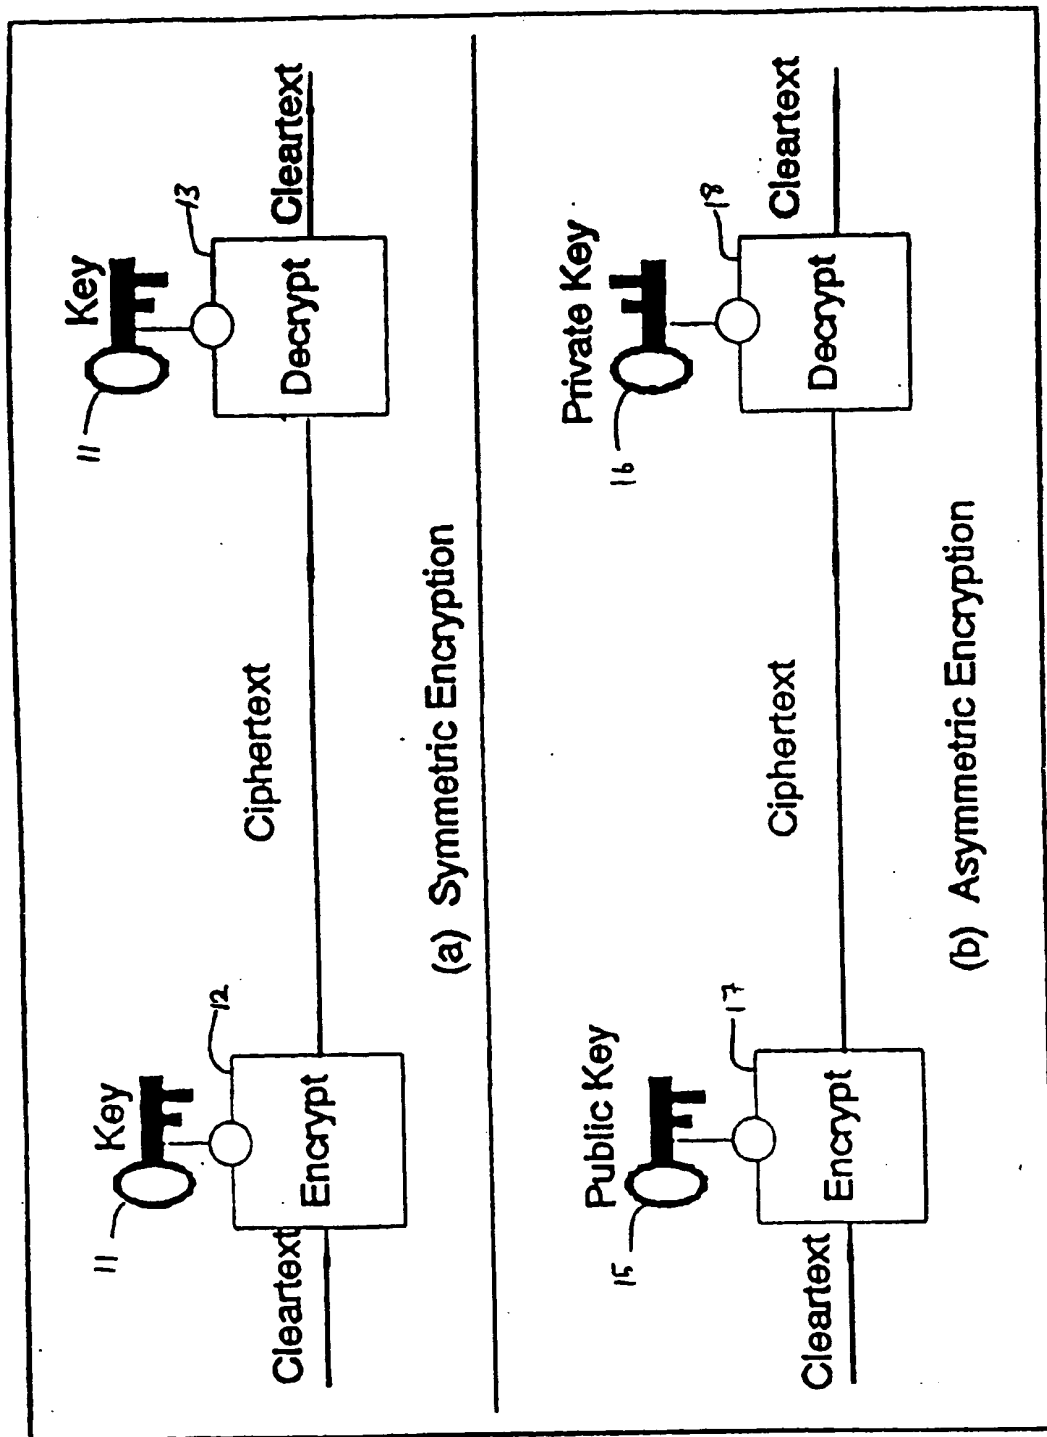 Key
11
12
Cleartext
Encrypt
Ciphertext
Key
11
13
Decrypt
Cleartext
(a) Symmetric Encryption
Public Key
15
17
Cleartext
Encrypt
Ciphertext
Private Key
16
18
Decrypt
Cleartext
(b) Asymmetric Encryption